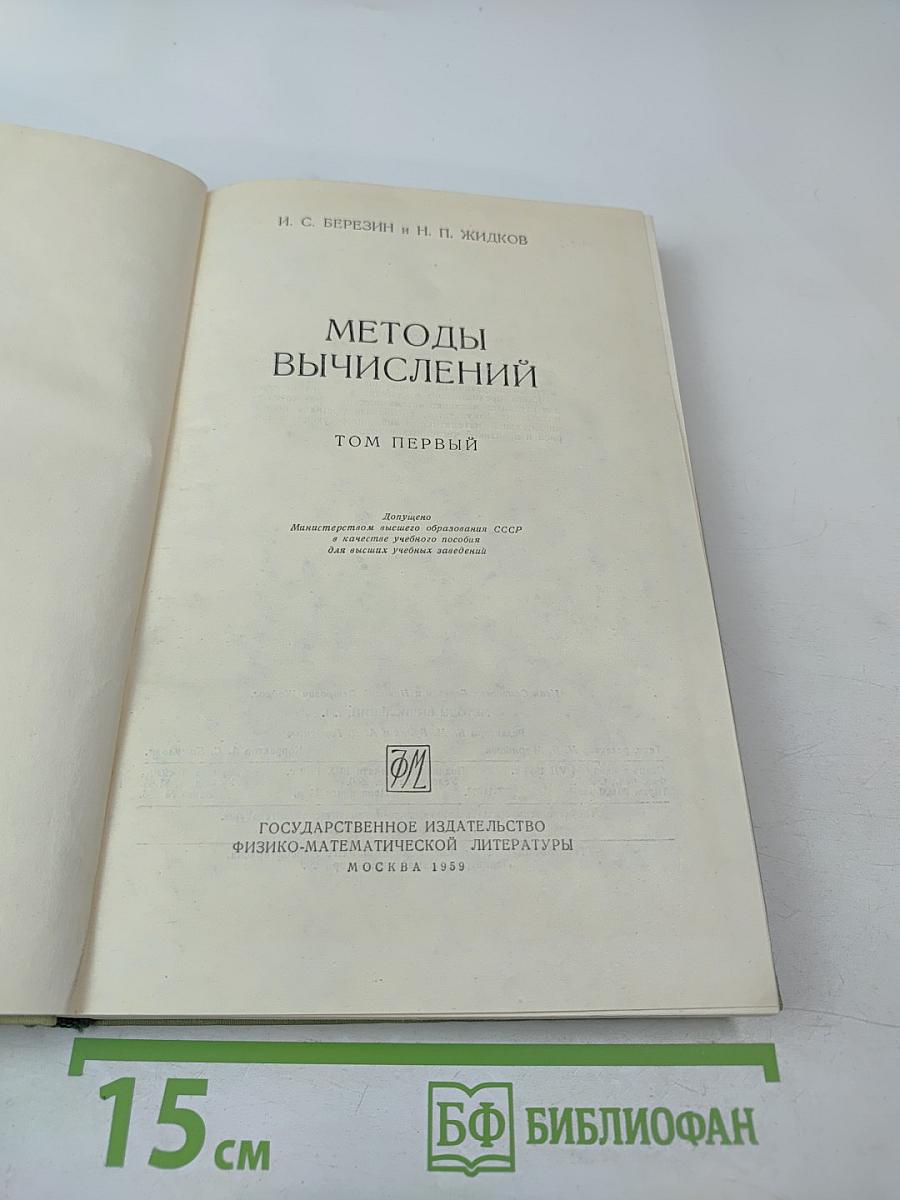 И. С. БЕРЕЗИН и Н. П. ЖИДКОВ
МЕТОДЫ
ВЫЧИСЛЕНИЙ
ТОМ ПЕРВЫЙ
Допущено
Министерством высшего образования СССР
в качестве учебного пособия
для высших учебных заведений
ФМ
ГОСУДАРСТВЕННОЕ ИЗДАТЕЛЬСТВО
ФИЗИКО-МАТЕМАТИЧЕСКОЙ ЛИТЕРАТУРЫ
МОСКВА 1959
15 см
БФ БИБЛИОФАН